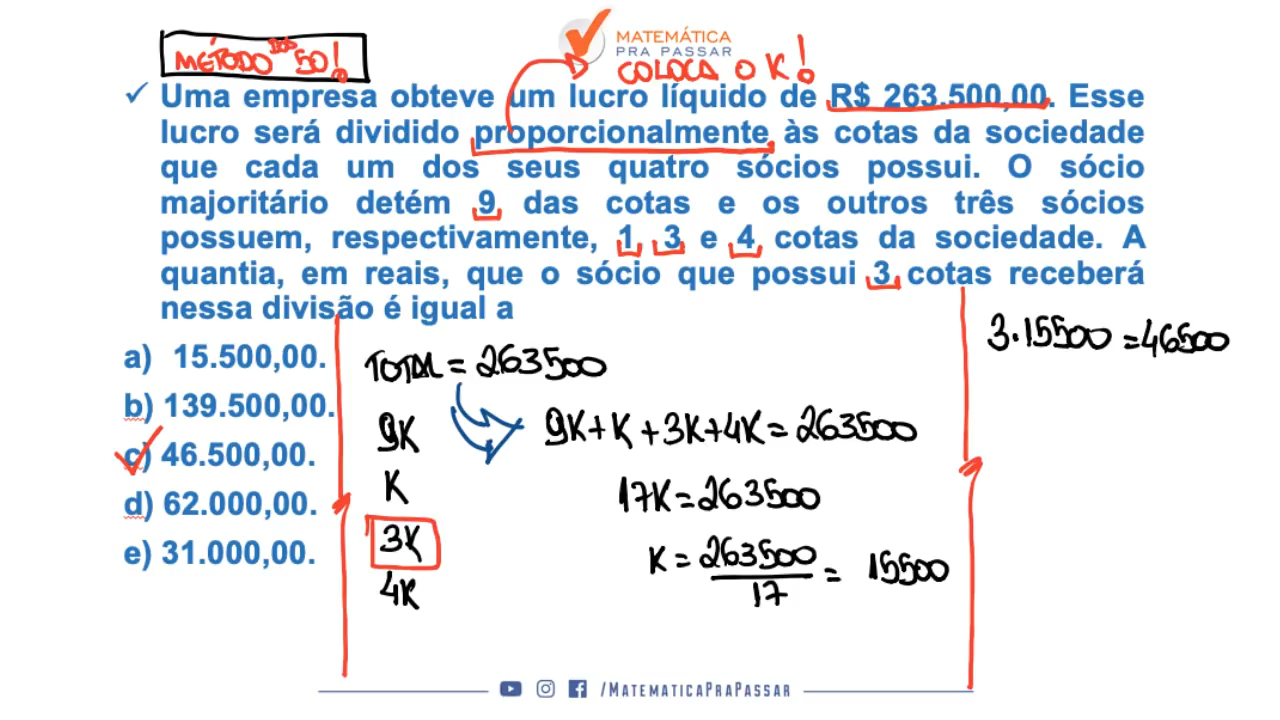 MÉTODO DOS 50!
MATEMÁTICA
PRA PASSAR
COLOCA O K!
✓ Uma empresa obteve um lucro líquido de R$ 263.500,00. Esse
lucro será dividido proporcionalmente às cotas da sociedade
que cada um dos seus quatro sócios possui. O sócio
majoritário detém 9 das cotas e os outros três sócios
possuem, respectivamente, 1, 3 e 4 cotas da sociedade. A
quantia, em reais, que o sócio que possui 3 cotas receberá
nessa divisão é igual a
a) 15.500,00.
b) 139.500,00.
c) 46.500,00.
d) 62.000,00.
e) 31.000,00.
TOTAL = 263500
9K
K
3K
4K
9K+K+3K+4K=263500
17K=263500
K=263500/17 = 15500
3.15500=46500
/MatematicaPraPassar